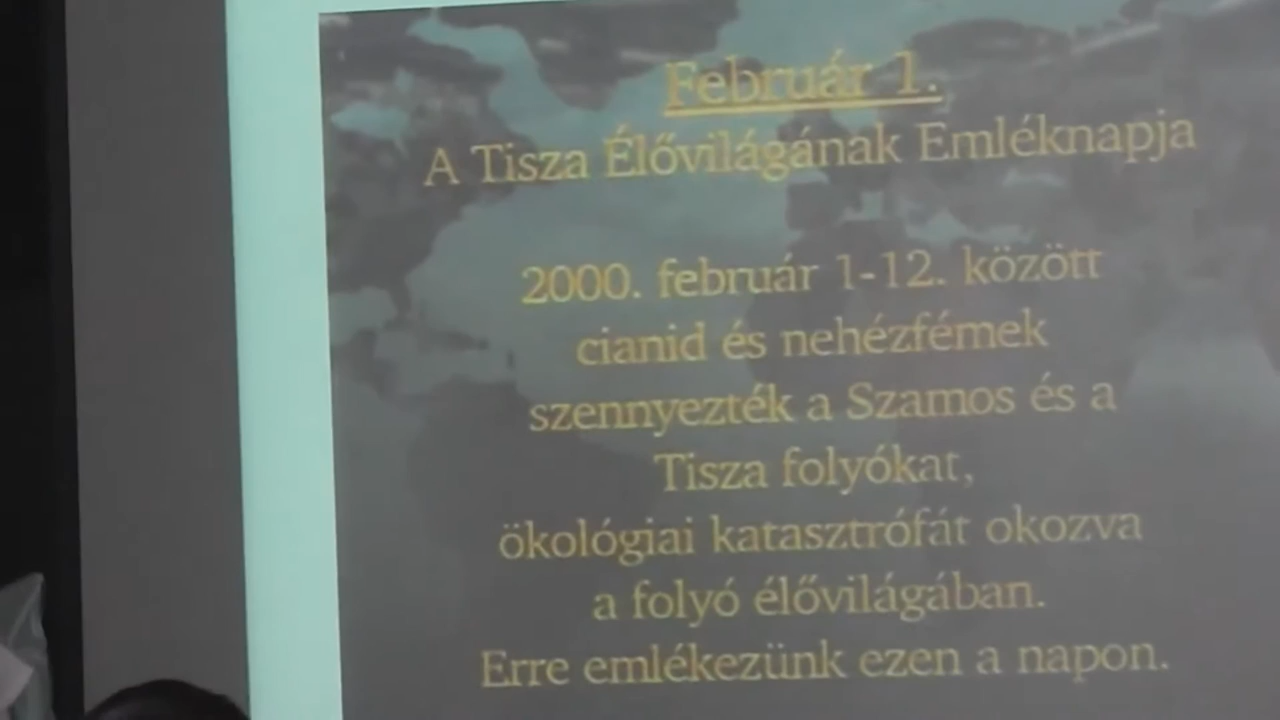 Február 1.
A Tisza Élővilágának Emléknapja
2000. február 1-12. között
cianid és nehézfémek
szennyezték a Szamos és a
Tisza folyókat,
ökológiai katasztrófát okozva
a folyó élővilágában.
Erre emlékezünk ezen a napon.